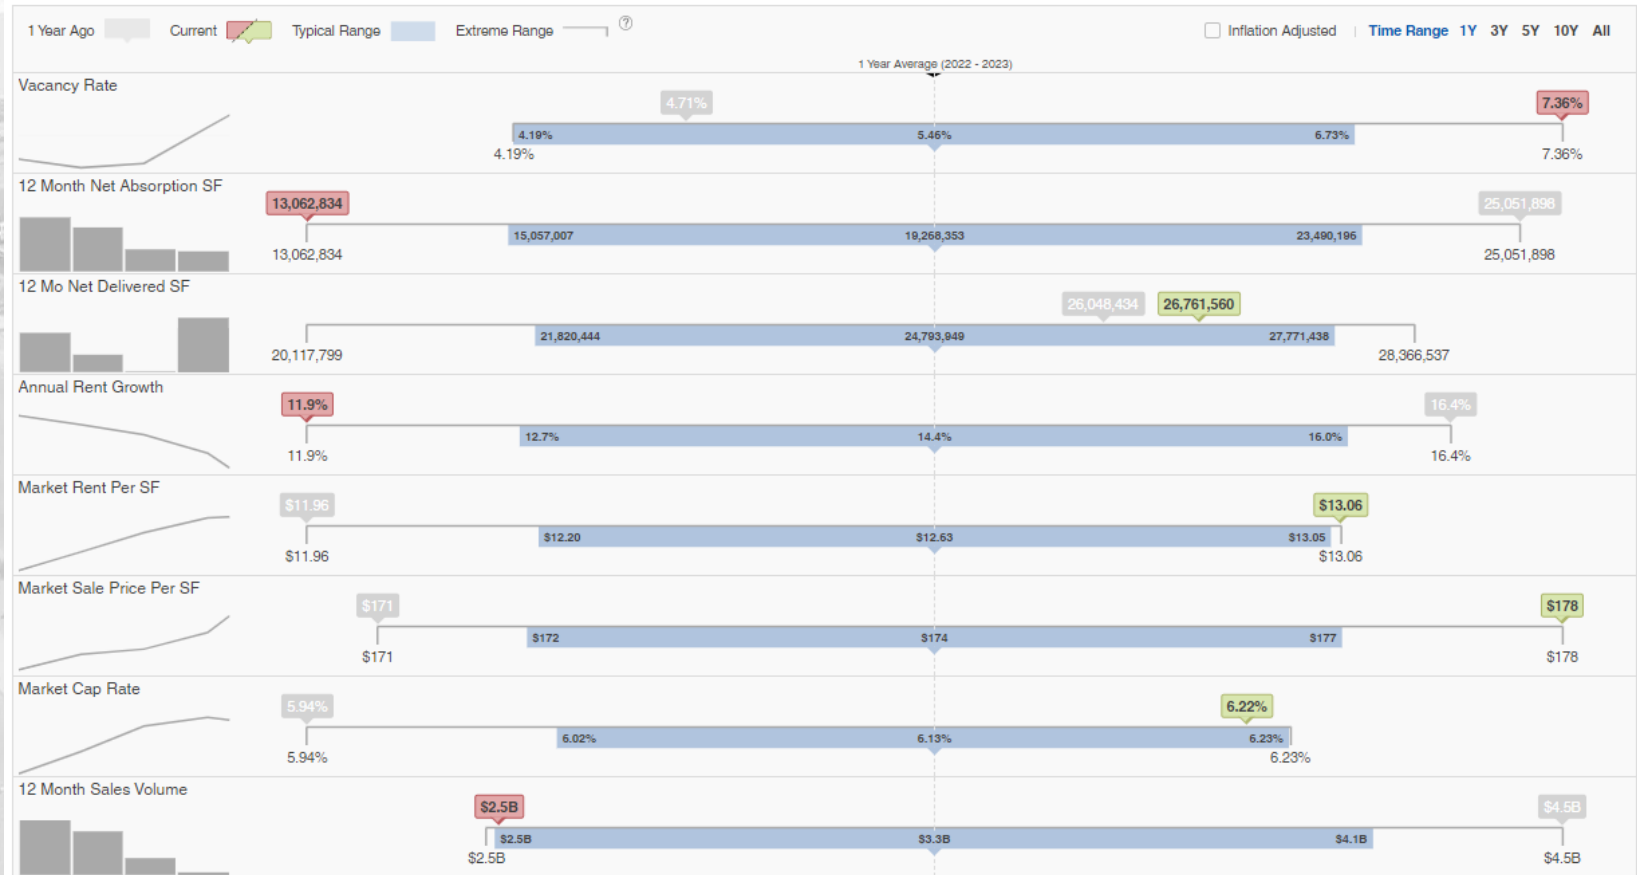 1 Year Ago Current Typical Range Extreme Range ? Inflation Adjusted Time Range 1Y 3Y 5Y 10Y All
1 Year Average (2022 - 2023)
Vacancy Rate
4.71% 7.36%
4.19% 5.46% 6.73%
4.19% 7.36%
12 Month Net Absorption SF
13,062,834 25,051,898
15,057,007 19,268,353 23,490,196
13,062,834 25,051,898
12 Mo Net Delivered SF
26,048,434 26,761,560
21,820,444 24,793,949 27,771,438
20,117,799 28,366,537
Annual Rent Growth
11.9% 16.4%
12.7% 14.4% 16.0%
11.9% 16.4%
Market Rent Per SF
$11.96 $13.06
$12.20 $12.63 $13.05
$11.96 $13.06
Market Sale Price Per SF
$171 $178
$172 $174 $177
$171 $178
Market Cap Rate
5.94% 6.22%
6.02% 6.13% 6.23%
5.94% 6.23%
12 Month Sales Volume
$2.5B $4.5B
$2.5B $3.3B $4.1B
$2.5B $4.5B